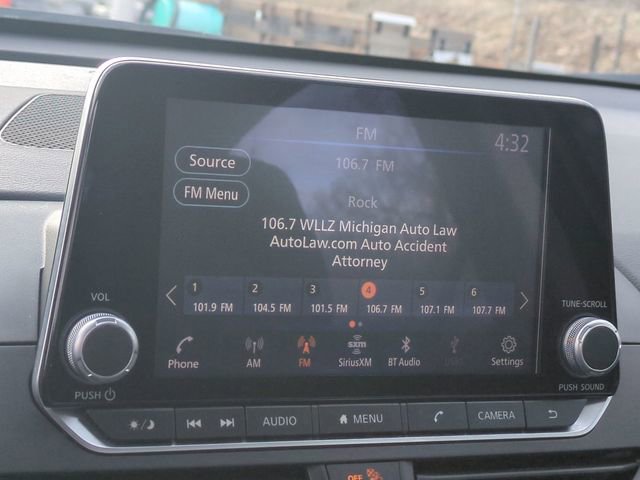 FM
4:32
Source
106.7 FM
FM Menu
Rock
106.7 WLLZ Michigan Auto Law
AutoLaw.com Auto Accident
Attorney
1 2 3 4 5 6
101.9 FM 104.5 FM 101.5 FM 106.7 FM 107.1 FM 107.7 FM
VOL
TUNE·SCROLL
Phone AM FM SiriusXM BT Audio Settings
sxm
PUSH
PUSH SOUND
AUDIO MENU CAMERA
OFF